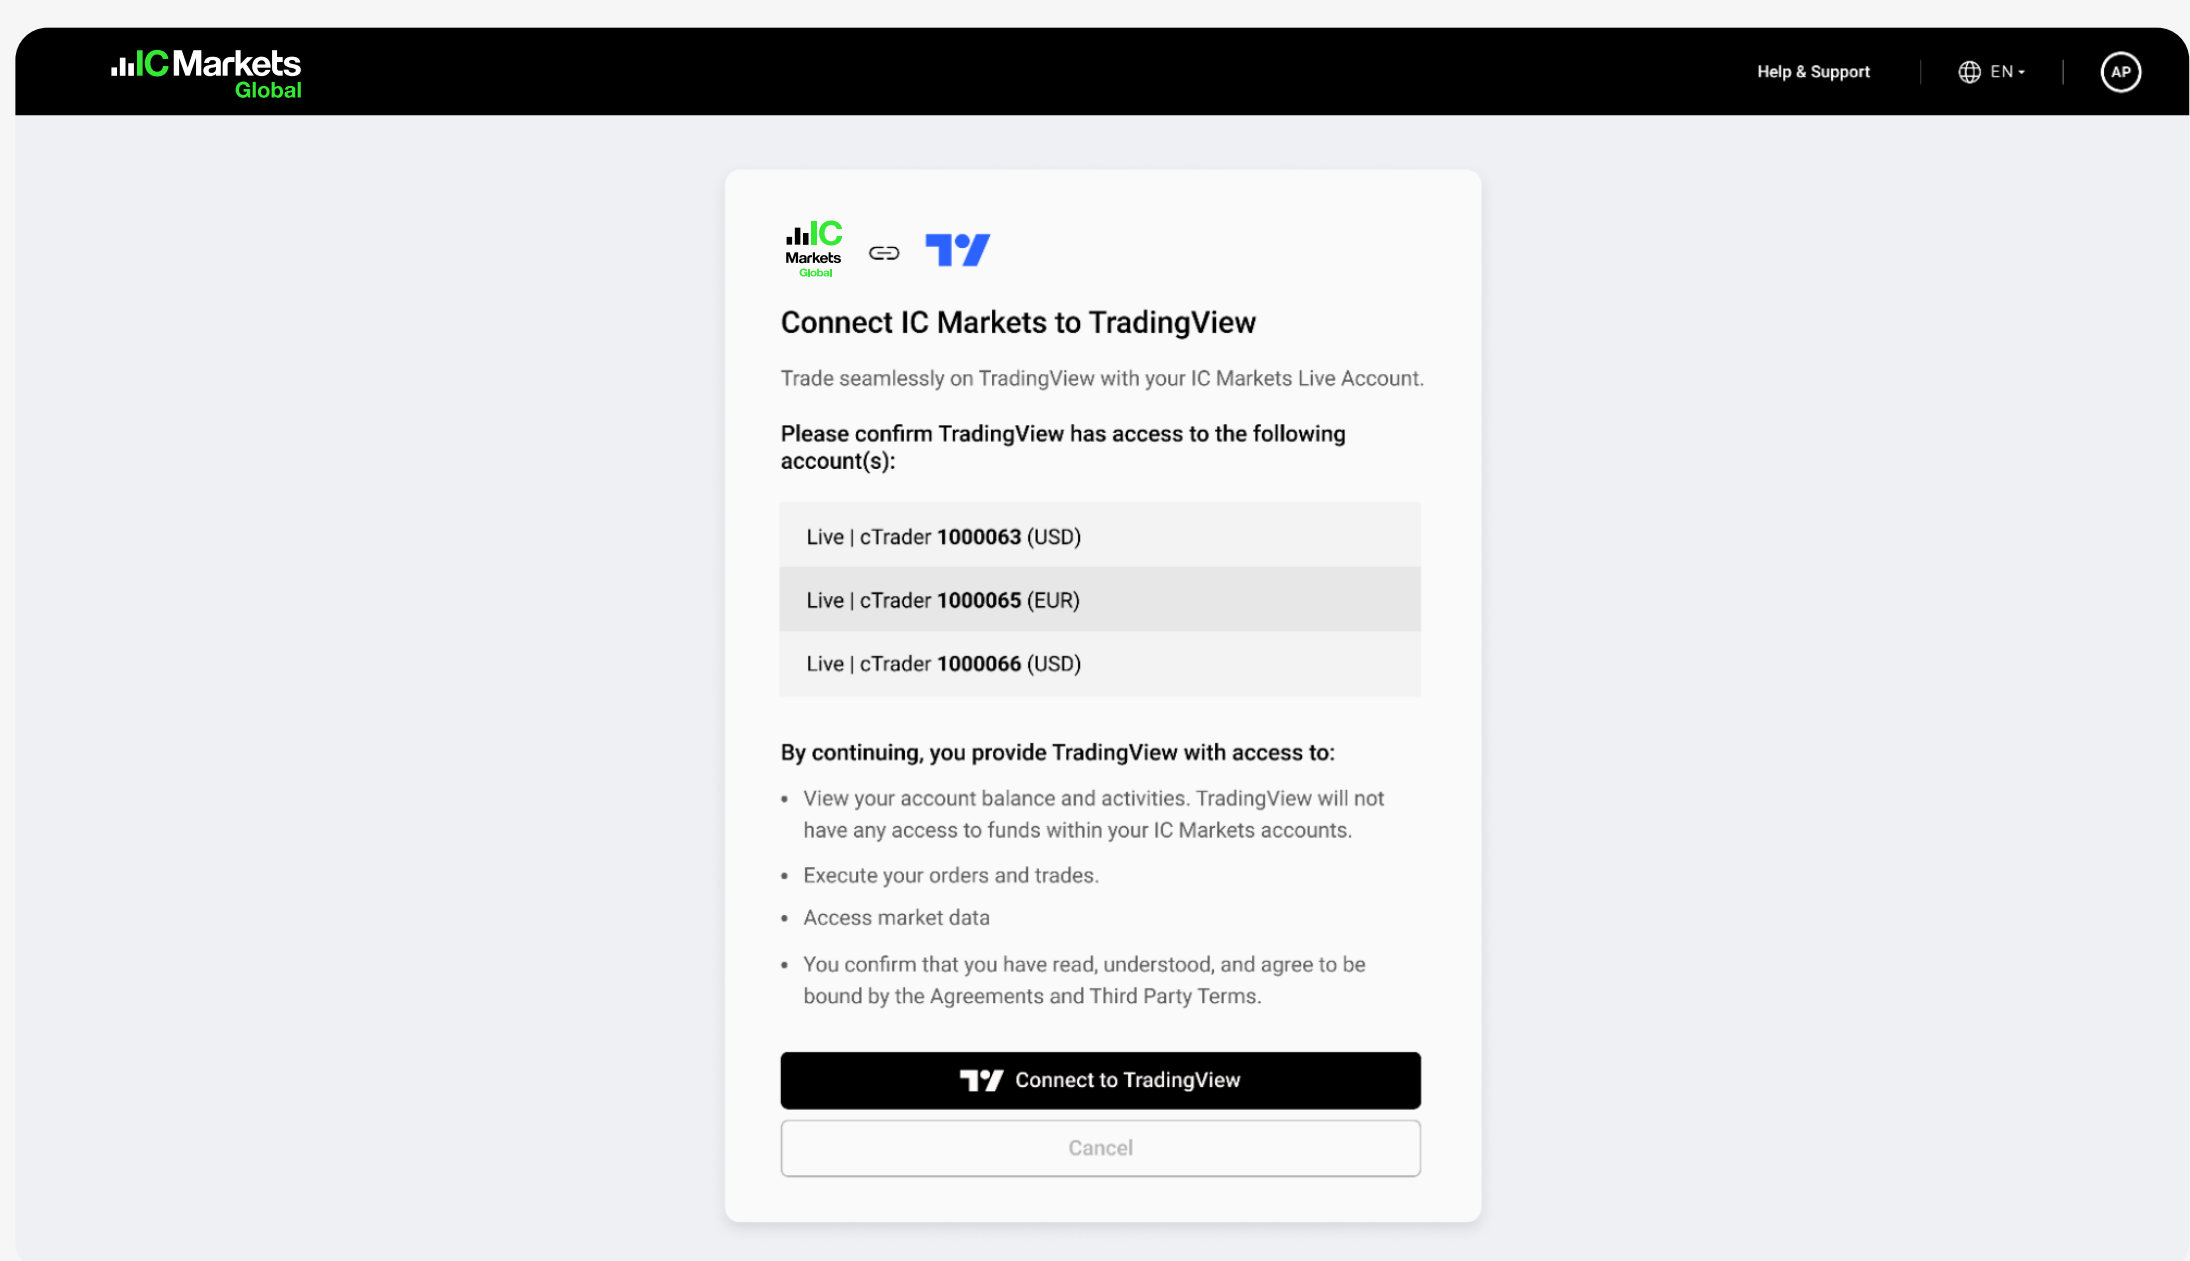 IC Markets
Global
Help & Support
EN
AP
IC
Markets
Global
Connect IC Markets to TradingView
Trade seamlessly on TradingView with your IC Markets Live Account.
Please confirm TradingView has access to the following
account(s):
Live | cTrader 1000063 (USD)
Live | cTrader 1000065 (EUR)
Live | cTrader 1000066 (USD)
By continuing, you provide TradingView with access to:
• View your account balance and activities. TradingView will not
have any access to funds within your IC Markets accounts.
• Execute your orders and trades.
• Access market data
• You confirm that you have read, understood, and agree to be
bound by the Agreements and Third Party Terms.
Connect to TradingView
Cancel